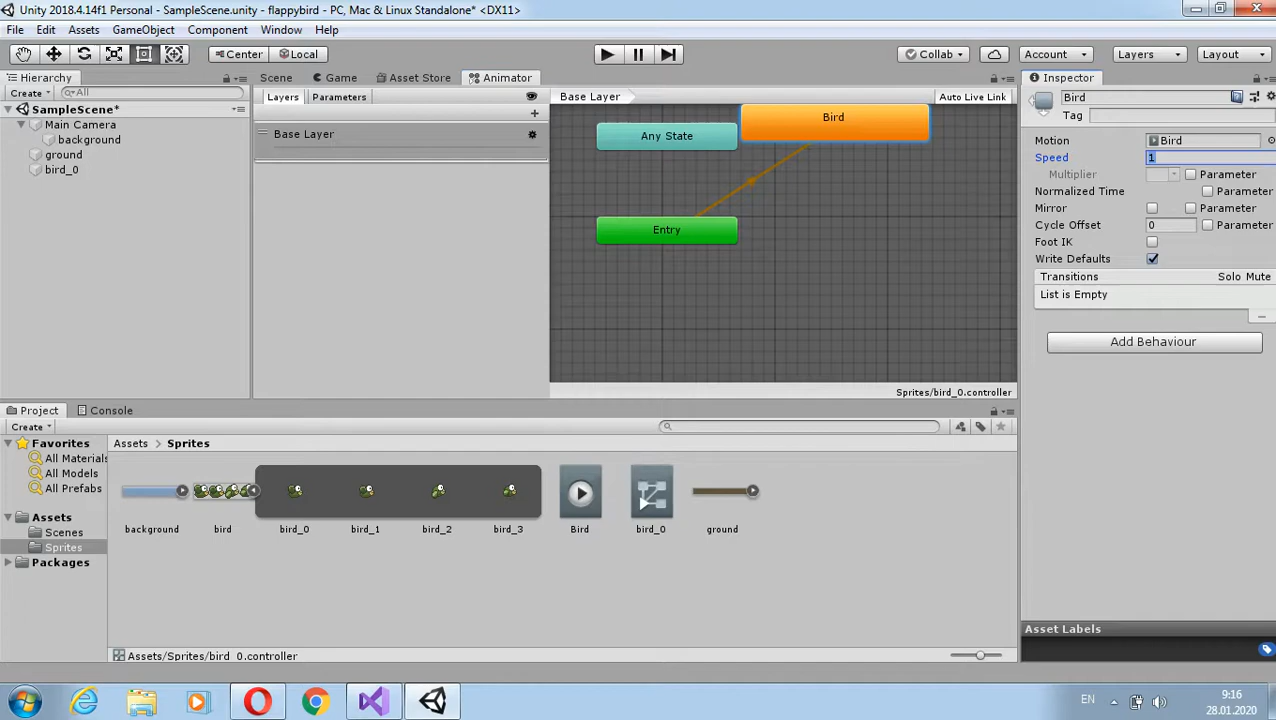 Unity 2018.4.14f1 Personal - SampleScene.unity - flappybird - PC, Mac & Linux Standalone* <DX11>
File Edit Assets GameObject Component Window Help
Center Local Collab Account Layers Layout
Hierarchy Scene Game Asset Store Animator Inspector
Create All Layers Parameters Base Layer Auto Live Link Bird
SampleScene* Tag
Main Camera Base Layer Any State Bird
background Motion Bird
ground Speed 1
bird_0 Multiplier Parameter
Normalized Time Parameter
Mirror Parameter
Entry Cycle Offset 0 Parameter
Foot IK
Write Defaults
Transitions Solo Mute
List is Empty
Add Behaviour
Sprites/bird_0.controller
Project Console
Create
Favorites Assets > Sprites
All Materials
All Models
All Prefabs
Assets background bird bird_0 bird_1 bird_2 bird_3 Bird bird_0 ground
Scenes
Sprites
Packages
Asset Labels
Assets/Sprites/bird_0.controller
EN 9:16
28.01.2020